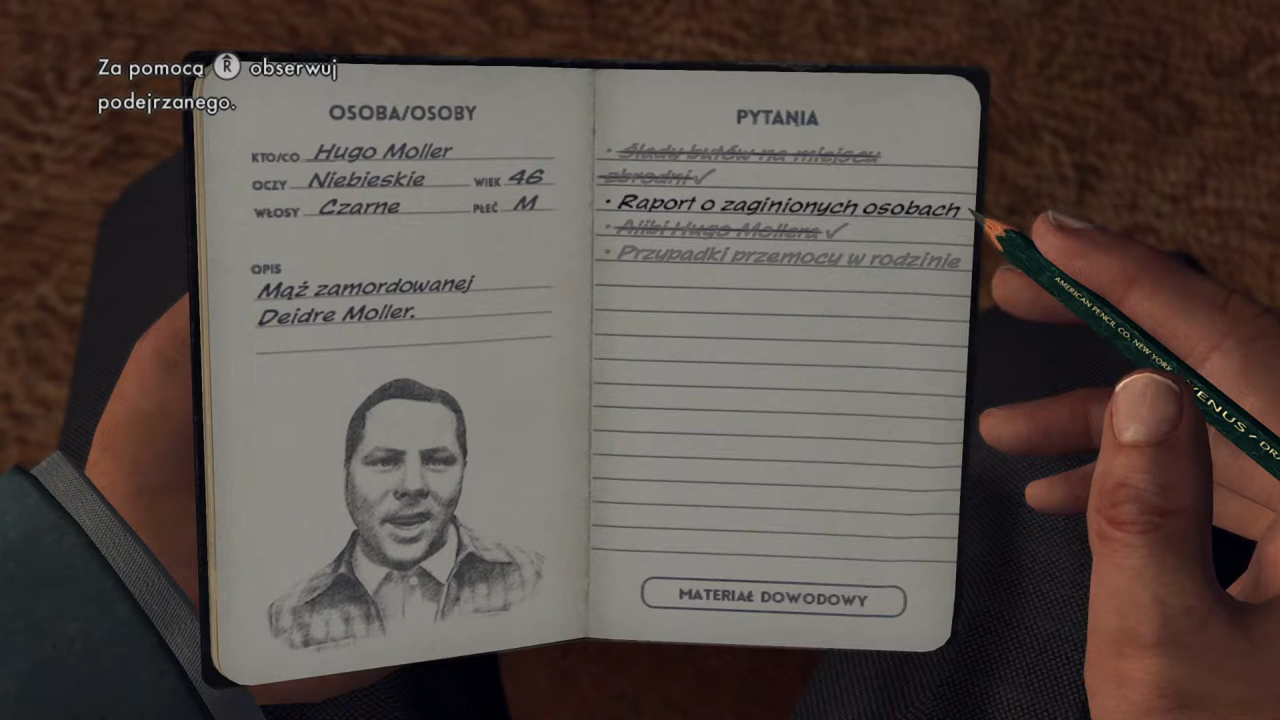 Za pomocą R obserwuj
podejrzanego.
OSOBA/OSOBY
KTO/CO Hugo Moller
OCZY Niebieskie WIEK 46
WŁOSY Czarne PŁEĆ M
OPIS
Mąż zamordowanej
Deidre Moller.
PYTANIA
• Ślady butów na miejscu
zbrodni ✓
• Raport o zaginionych osobach
• Alibi Hugo Mollera ✓
• Przypadki przemocy w rodzinie
MATERIAŁ DOWODOWY
AMERICAN PENCIL CO. NEW YORK
VENUS / DRA